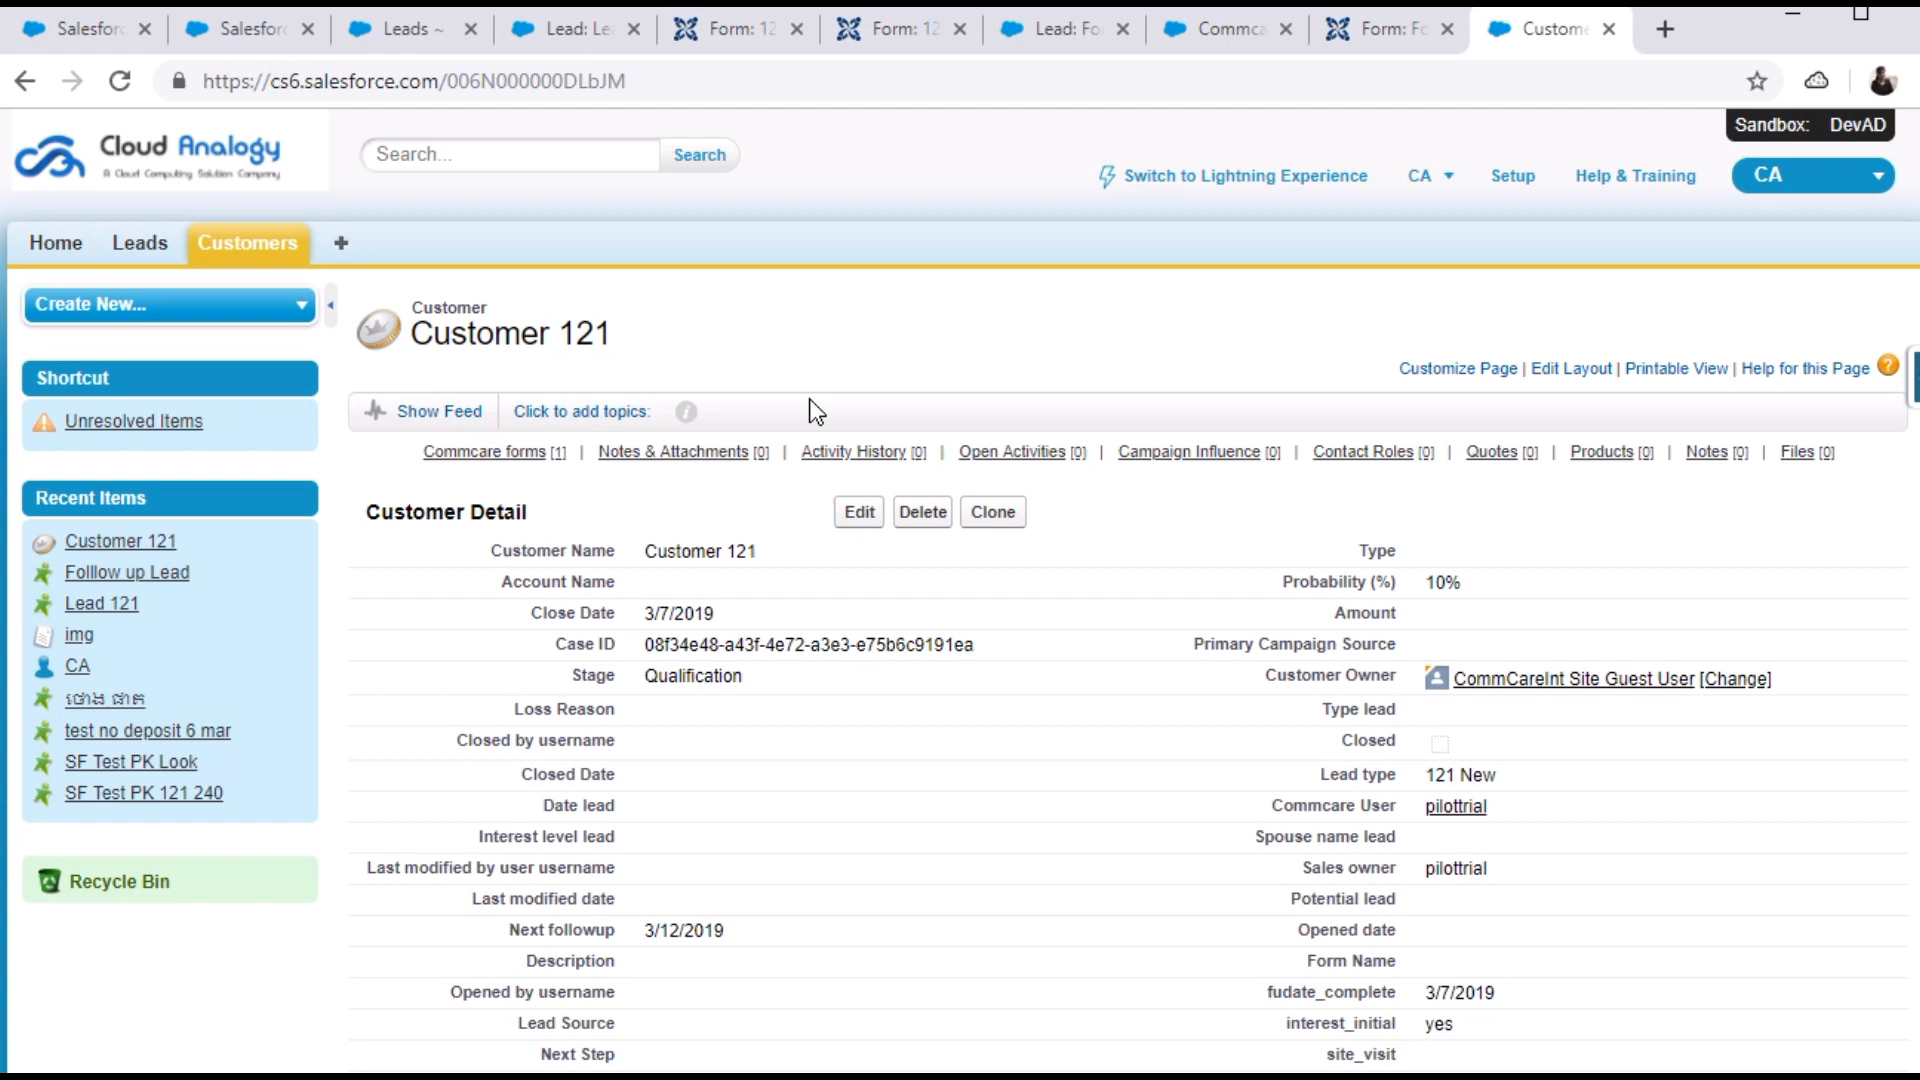 Salesforc
Salesforc
Leads ~
Lead: Le
Form: 12
Form: 12
Lead: Fo
Commca
Form: Fo
Custome
https://cs6.salesforce.com/006N000000DLbJM
Cloud Analogy
A Cloud Computing Solution Company
Search...
Search
Sandbox: DevAD
Switch to Lightning Experience
CA
Setup
Help & Training
CA
Home
Leads
Customers
Create New...
Shortcut
Unresolved Items
Recent Items
Customer 121
Folllow up Lead
Lead 121
img
CA
test no deposit 6 mar
SF Test PK Look
SF Test PK 121 240
Recycle Bin
Customer
Customer 121
Customize Page | Edit Layout | Printable View | Help for this Page ?
Show Feed
Click to add topics:
Commcare forms [1] | Notes & Attachments [0] | Activity History [0] | Open Activities [0] | Campaign Influence [0] | Contact Roles [0] | Quotes [0] | Products [0] | Notes [0] | Files [0]
Customer Detail
Edit
Delete
Clone
Customer Name Customer 121 Type
Account Name Probability (%) 10%
Close Date 3/7/2019 Amount
Case ID 08f34e48-a43f-4e72-a3e3-e75b6c9191ea Primary Campaign Source
Stage Qualification Customer Owner CommCareInt Site Guest User [Change]
Loss Reason Type lead
Closed by username Closed
Closed Date Lead type 121 New
Date lead Commcare User pilottrial
Interest level lead Spouse name lead
Last modified by user username Sales owner pilottrial
Last modified date Potential lead
Next followup 3/12/2019 Opened date
Description Form Name
Opened by username fudate_complete 3/7/2019
Lead Source interest_initial yes
Next Step site_visit